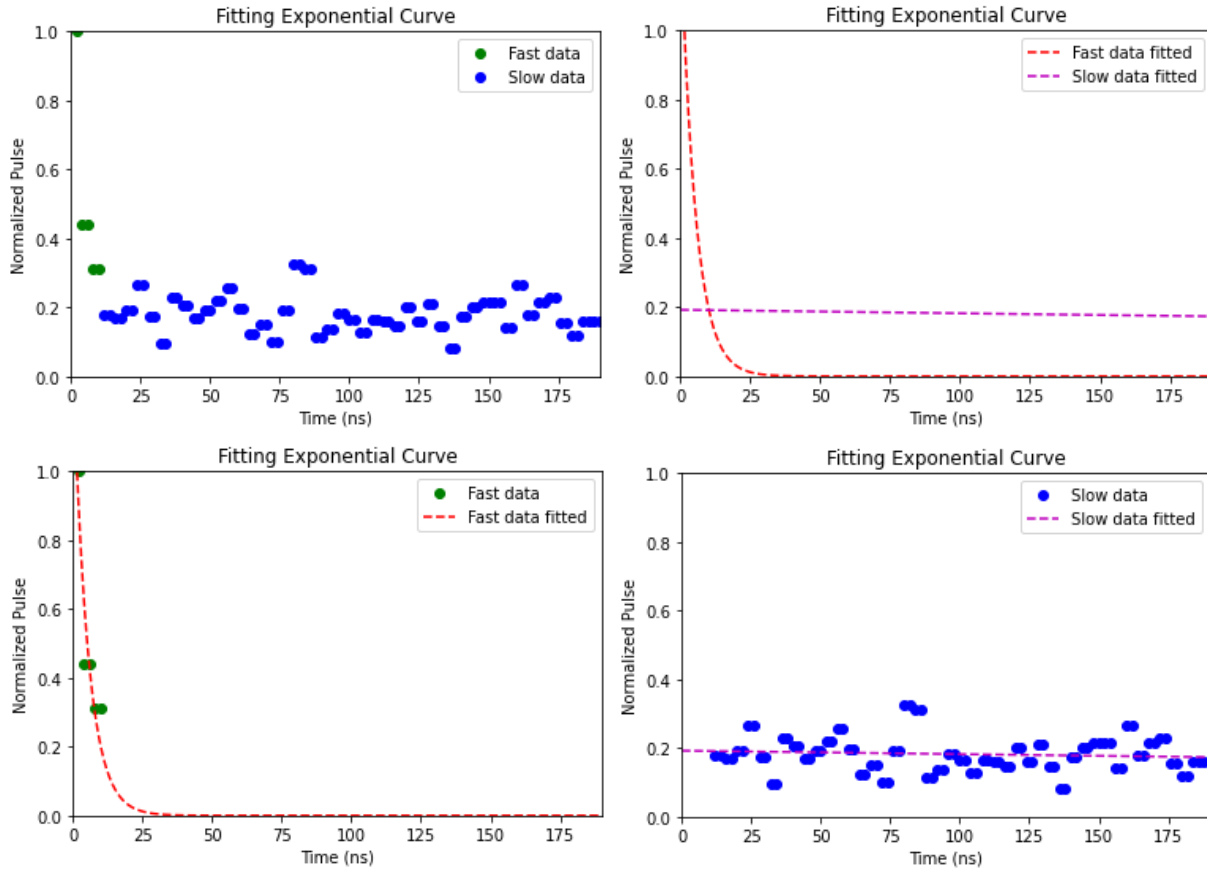 Fitting Exponential Curve
1.0
0.8
0.6
0.4
0.2
0.0
Normalized Pulse
Fast data
Slow data
0 25 50 75 100 125 150 175
Time (ns)
Fitting Exponential Curve
1.0
0.8
0.6
0.4
0.2
0.0
Normalized Pulse
Fast data fitted
Slow data fitted
0 25 50 75 100 125 150 175
Time (ns)
Fitting Exponential Curve
1.0
0.8
0.6
0.4
0.2
0.0
Normalized Pulse
Fast data
Fast data fitted
0 25 50 75 100 125 150 175
Time (ns)
Fitting Exponential Curve
1.0
0.8
0.6
0.4
0.2
0.0
Normalized Pulse
Slow data
Slow data fitted
0 25 50 75 100 125 150 175
Time (ns)